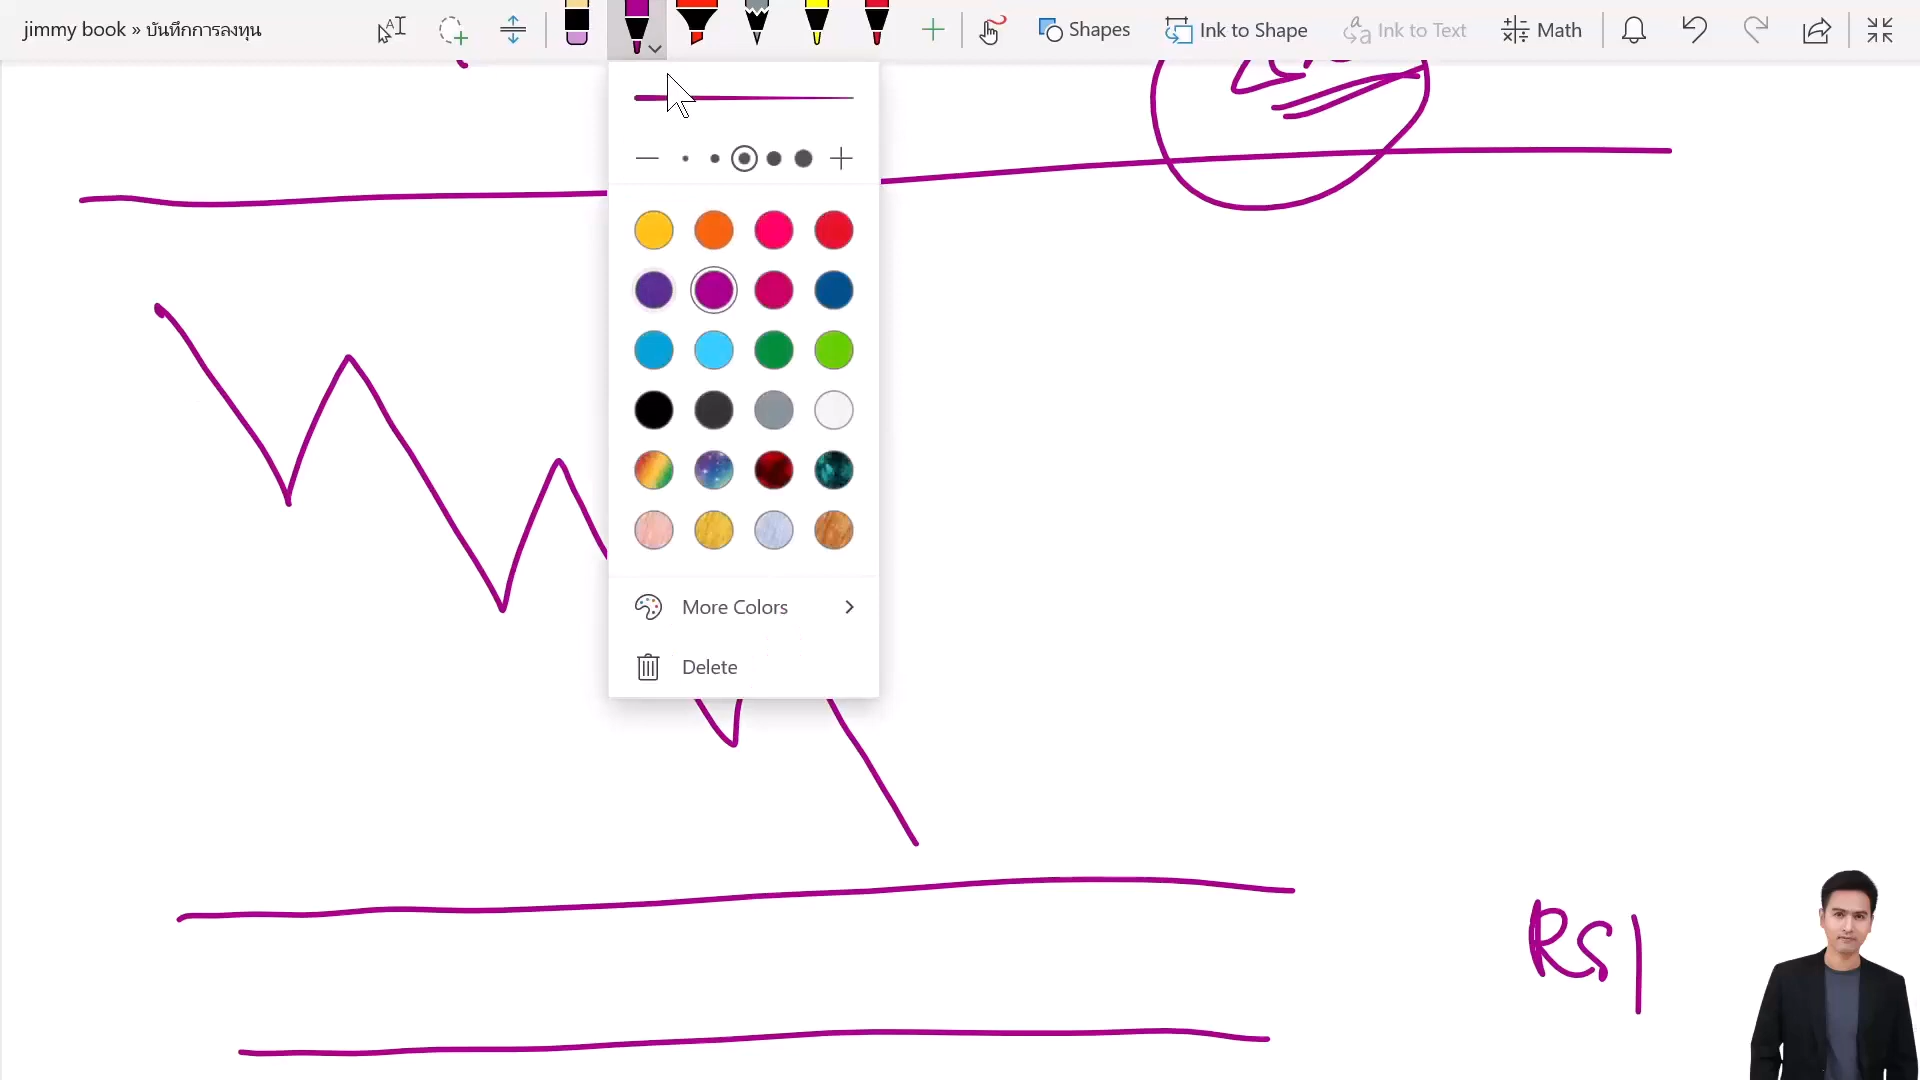 jimmy book » บันทึกการลงทุน
Shapes
Ink to Shape
Ink to Text
Math
More Colors
Delete
RSI